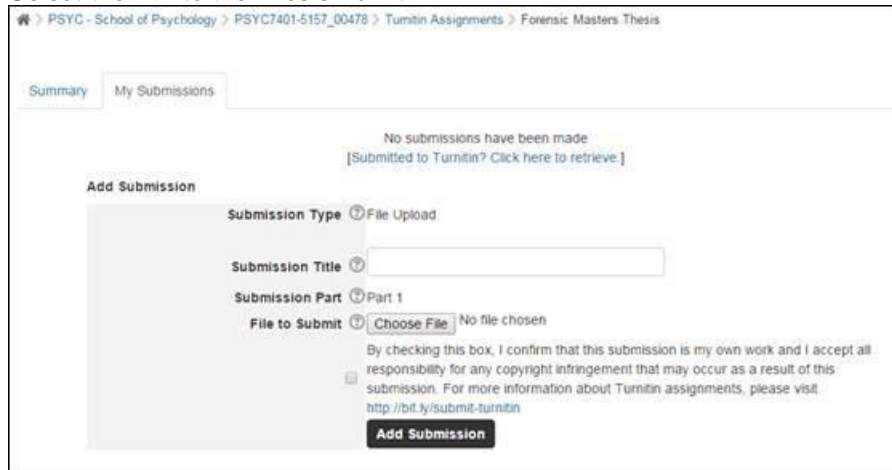 > PSYC - School of Psychology > PSYC7401-5157_00478 > Turnitin Assignments > Forensic Masters Thesis
Summary My Submissions
No submissions have been made
[Submitted to Turnitin? Click here to retrieve.]
Add Submission
Submission Type ? File Upload
Submission Title ?
Submission Part ? Part 1
File to Submit ? Choose File No file chosen
By checking this box, I confirm that this submission is my own work and I accept all
responsibility for any copyright infringement that may occur as a result of this
submission. For more information about Turnitin assignments, please visit
http://bit.ly/submit-turnitin
Add Submission